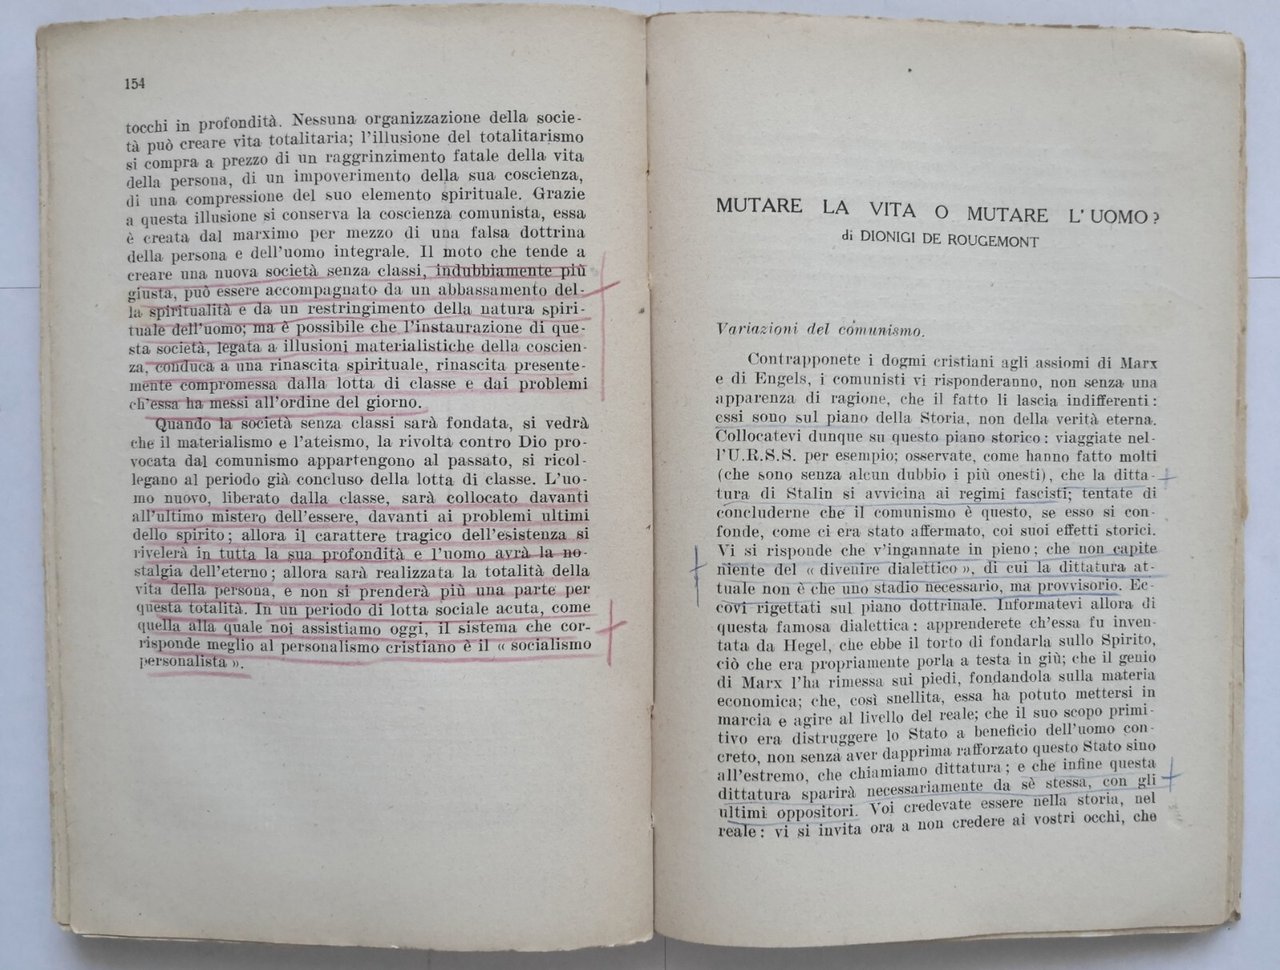 154
tocchi in profondità. Nessuna organizzazione della socie-
tà può creare vita totalitaria; l'illusione del totalitarismo
si compra a prezzo di un raggrinzimento fatale della vita
della persona, di un impoverimento della sua coscienza,
di una compressione del suo elemento spirituale. Grazie
a questa illusione si conserva la coscienza comunista, essa
è creata dal marximo per mezzo di una falsa dottrina
della persona e dell'uomo integrale. Il moto che tende a
creare una nuova società senza classi, indubbiamente più
giusta, può essere accompagnato da un abbassamento del-
la spiritualità e da un restringimento della natura spiri-
tuale dell'uomo; ma è possibile che l'instaurazione di que-
sta società, legata a illusioni materialistiche della coscien-
za, conduca a una rinascita spirituale, rinascita presente-
mente compromessa dalla lotta di classe e dai problemi
ch'essa ha messi all'ordine del giorno.
Quando la società senza classi sarà fondata, si vedrà
che il materialismo e l'ateismo, la rivolta contro Dio pro-
vocata dal comunismo appartengono al passato, si ricol-
legano al periodo già concluso della lotta di classe. L'uo-
mo nuovo, liberato dalla classe, sarà collocato davanti
all'ultimo mistero dell'essere, davanti ai problemi ultimi
dello spirito; allora il carattere tragico dell'esistenza si
rivelerà in tutta la sua profondità e l'uomo avrà la no-
stalgia dell'eterno; allora sarà realizzata la totalità della
vita della persona, e non si prenderà più una parte per
questa totalità. In un periodo di lotta sociale acuta, come
quella alla quale noi assistiamo oggi, il sistema che cor-
risponde meglio al personalismo cristiano è il « socialismo
personalista ».
MUTARE LA VITA O MUTARE L'UOMO?
di DIONIGI DE ROUGEMONT
Variazioni del comunismo.
Contrapponete i dogmi cristiani agli assiomi di Marx
e di Engels, i comunisti vi risponderanno, non senza una
apparenza di ragione, che il fatto li lascia indifferenti:
essi sono sul piano della Storia, non della verità eterna.
Collocatevi dunque su questo piano storico: viaggiate nel-
l'U.R.S.S. per esempio; osservate, come hanno fatto molti
(che sono senza alcun dubbio i più onesti), che la ditta-
tura di Stalin si avvicina ai regimi fascisti; tentate di
concluderne che il comunismo è questo, se esso si con-
fonde, come ci era stato affermato, coi suoi effetti storici.
Vi si risponde che v'ingannate in pieno; che non capite
niente del « divenire dialettico », di cui la dittatura at-
tuale non è che uno stadio necessario, ma provvisorio. Ec-
covi rigettati sul piano dottrinale. Informatevi allora di
questa famosa dialettica: apprenderete ch'essa fu inven-
tata da Hegel, che ebbe il torto di fondarla sullo Spirito,
ciò che era propriamente porla a testa in giù; che il genio
di Marx l'ha rimessa sui piedi, fondandola sulla materia
economica; che, così snellita, essa ha potuto mettersi in
marcia e agire al livello del reale; che il suo scopo primi-
tivo era distruggere lo Stato a beneficio dell'uomo con-
creto, non senza aver dapprima rafforzato questo Stato sino
all'estremo, che chiamiamo dittatura; e che infine questa
dittatura sparirà necessariamente da sè stessa, con gli
ultimi oppositori. Voi credevate essere nella storia, nel
reale: vi si invita ora a non credere ai vostri occhi, che